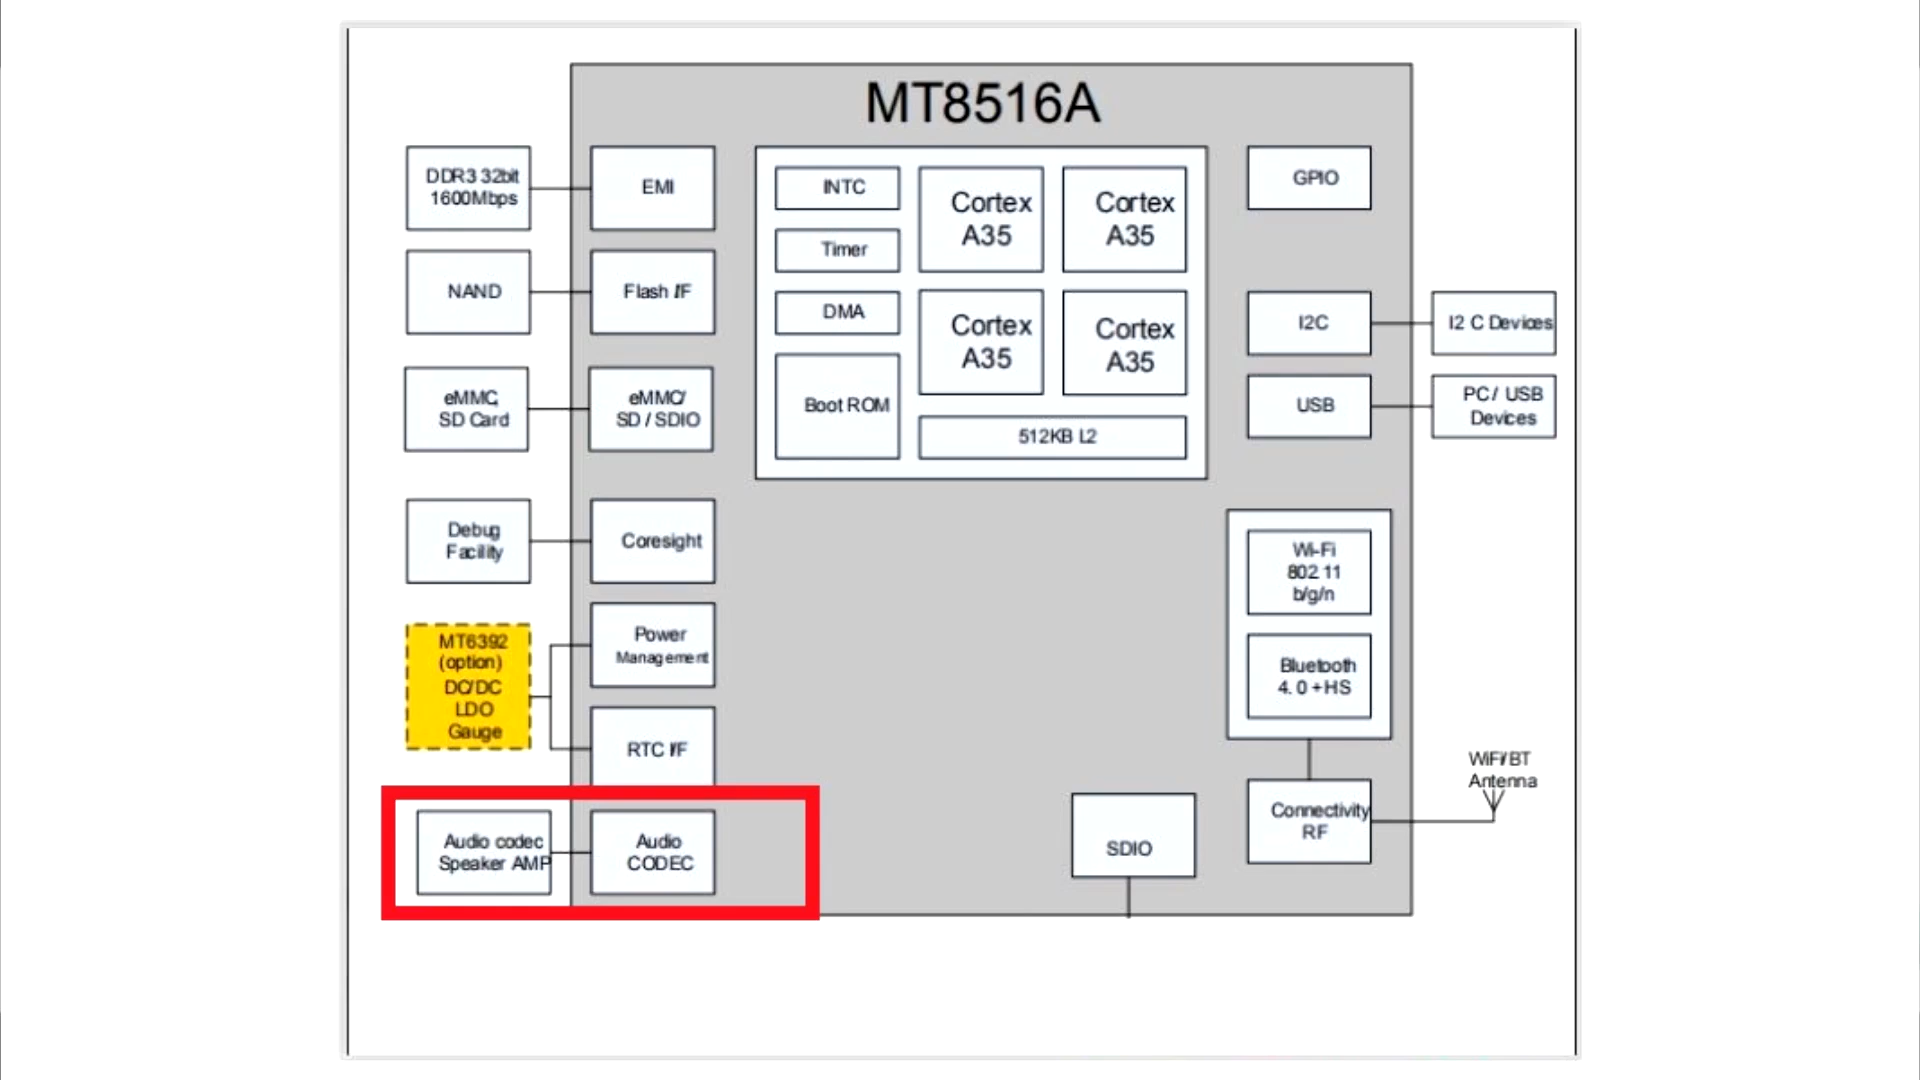 MT8516A
DDR3 32bit
1600Mbps
EMI
NAND
Flash I/F
eMMC,
SD Card
eMMC/
SD / SDIO
Debug
Facility
Coresight
MT6392
(option)
DC/DC
LDO
Gauge
Power
Management
RTC I/F
Audio codec
Speaker AMP
Audio
CODEC
INTC
Timer
DMA
Boot ROM
Cortex
A35
Cortex
A35
Cortex
A35
Cortex
A35
512KB L2
GPIO
I2C
I2 C Devices
USB
PC / USB
Devices
Wi-Fi
802 11
b/g/n
Bluetooth
4. 0 +HS
Connectivity
RF
WiFi/BT
Antenna
SDIO